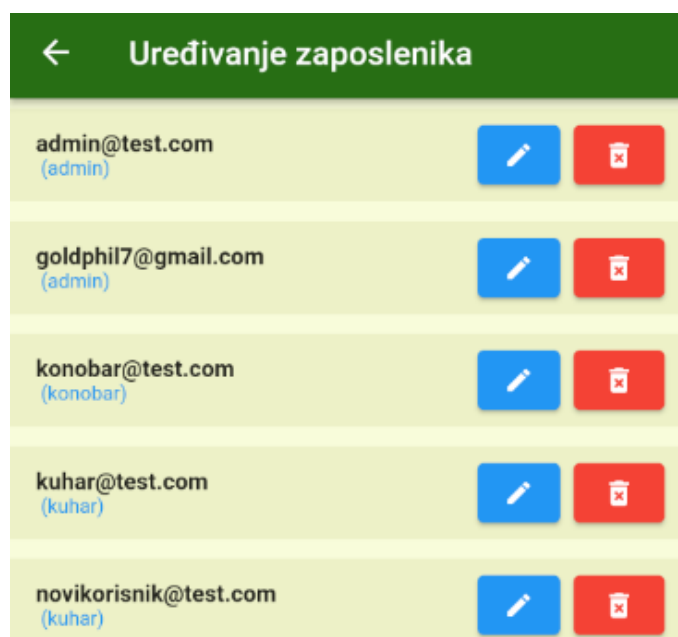 Uređivanje zaposlenika
admin@test.com
(admin)
goldphil7@gmail.com
(admin)
konobar@test.com
(konobar)
kuhar@test.com
(kuhar)
novikorisnik@test.com
(kuhar)